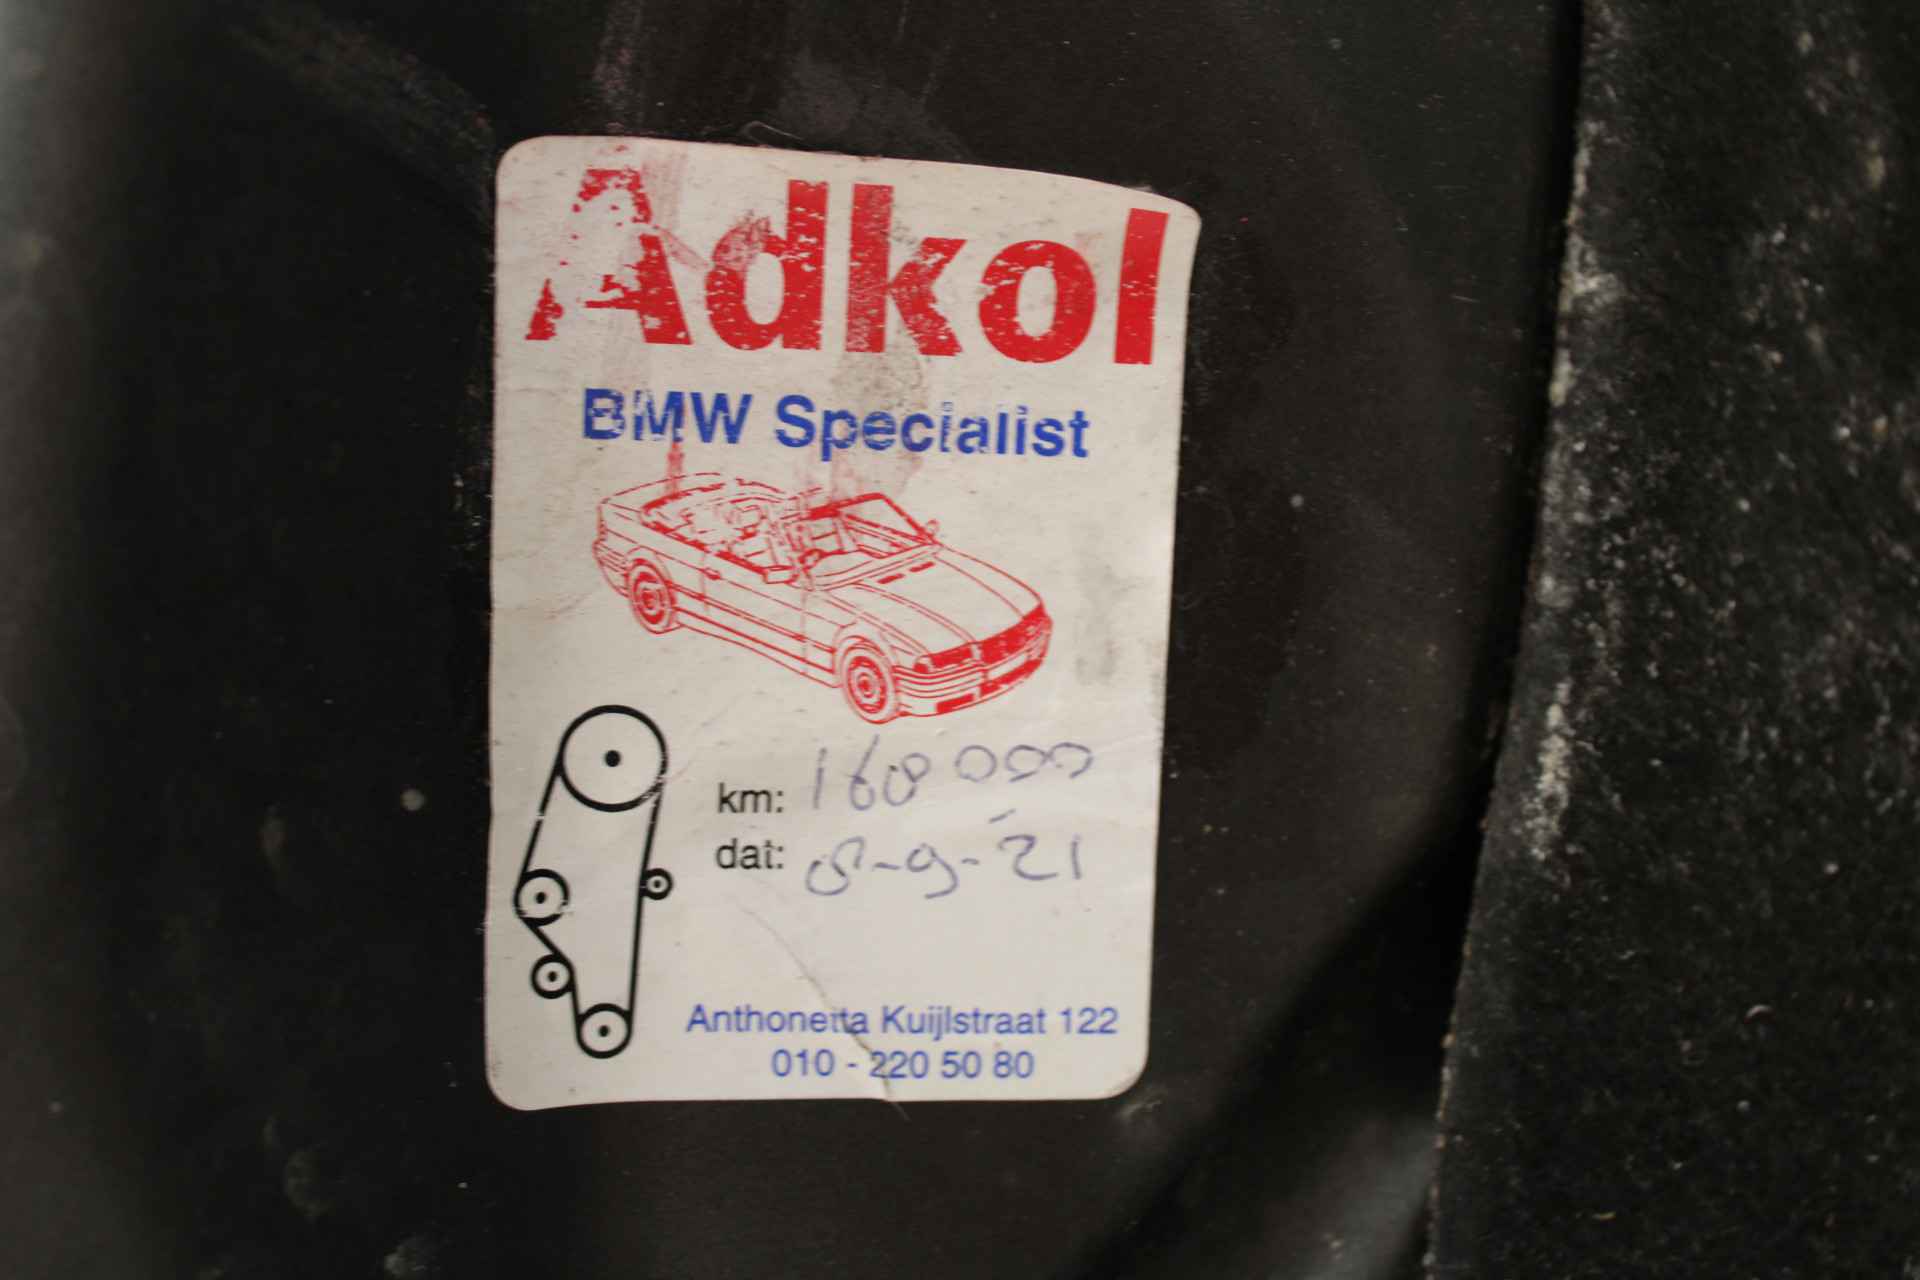 Adkol
BMW Specialist
km: 160 000
dat: 8-9-'21
Anthonetta Kuijlstraat 122
010 - 220 50 80